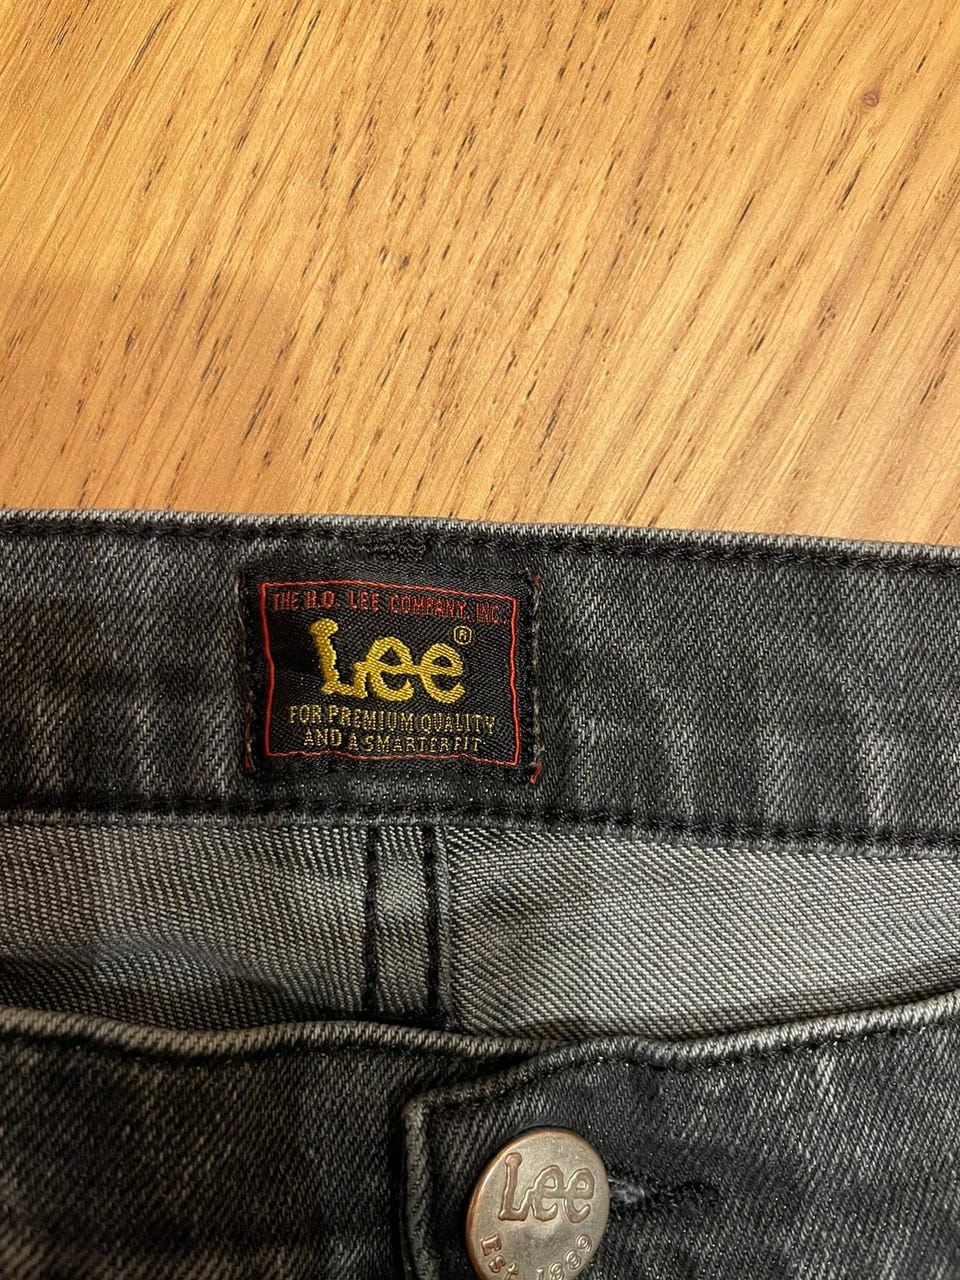 THE H.D. LEE COMPANY, INC.
Lee®
FOR PREMIUM QUALITY
AND A SMARTER FIT
Lee
Est. 1889